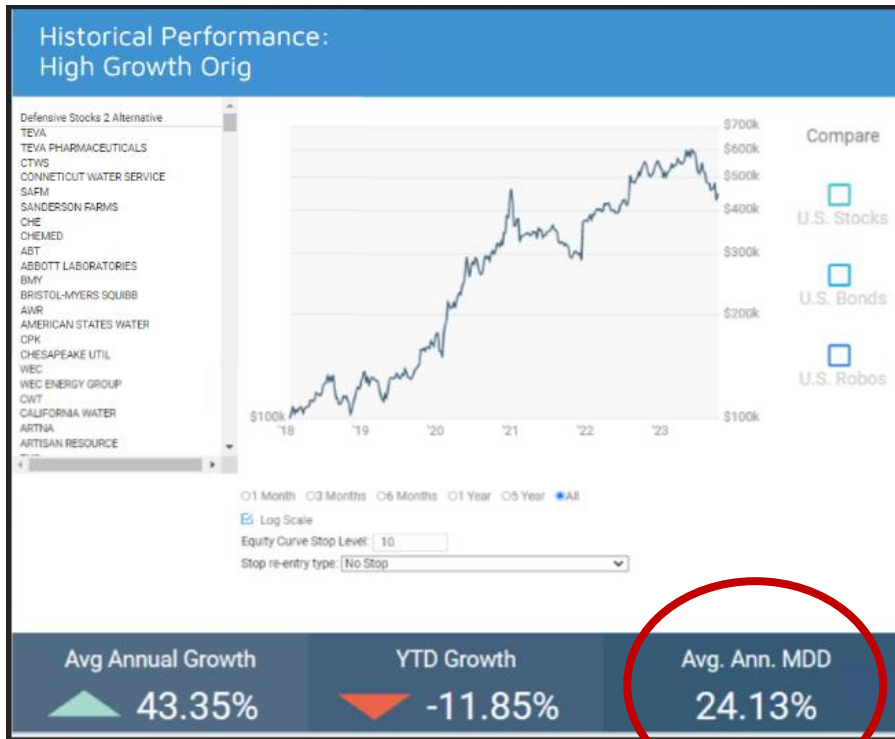 Historical Performance:
High Growth Orig
Defensive Stocks 2 Alternative
TEVA
TEVA PHARMACEUTICALS
CTWS
CONNETICUT WATER SERVICE
SAFM
SANDERSON FARMS
CHE
CHEMED
ABT
ABBOTT LABORATORIES
BMY
BRISTOL-MYERS SQUIBB
AWR
AMERICAN STATES WATER
CPK
CHESAPEAKE UTIL
WEC
WEC ENERGY GROUP
CWT
CALIFORNIA WATER
ARTNA
ARTISAN RESOURCE
$700k
$600k
$500k
$400k
$300k
$200k
$100k
$100k
'18 '19 '20 '21 '22 '23
Compare
U.S. Stocks
U.S. Bonds
U.S. Robos
1 Month 3 Months 6 Months 1 Year 5 Year All
Log Scale
Equity Curve Stop Level: 10
Stop re-entry type: No Stop
Avg Annual Growth
43.35%
YTD Growth
-11.85%
Avg. Ann. MDD
24.13%